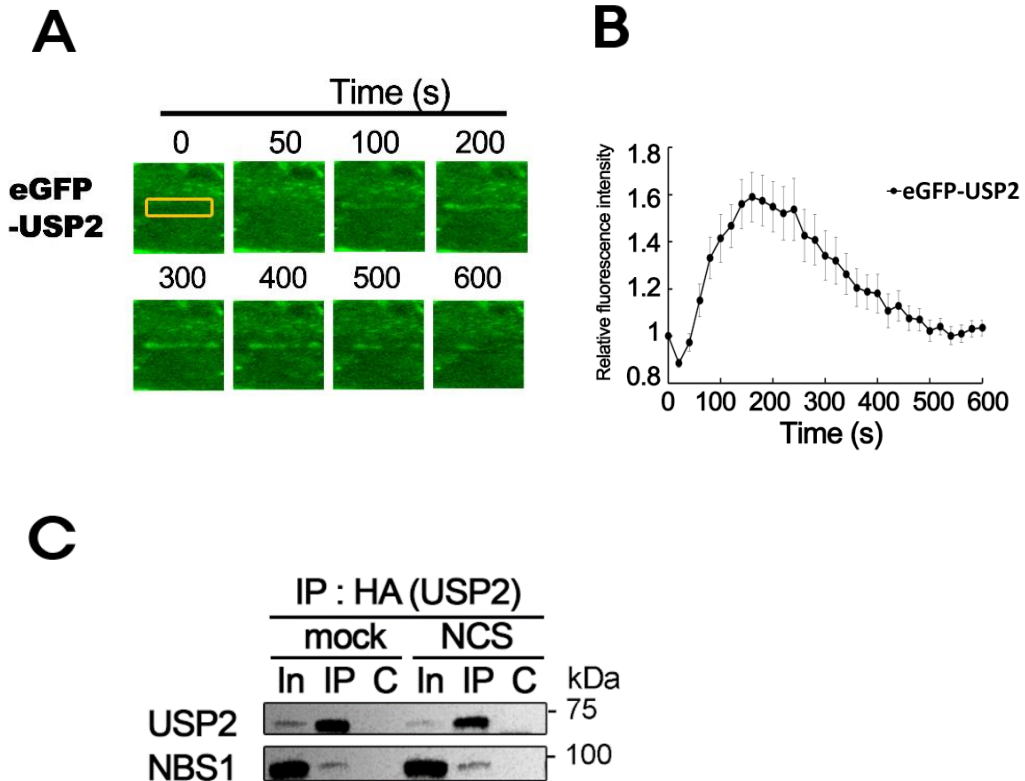 A
Time (s)
0 50 100 200
eGFP
-USP2
300 400 500 600
B
Relative fluorescence intensity
1.8
1.6
1.4
1.2
1
0.8
eGFP-USP2
0 100 200 300 400 500 600
Time (s)
C
IP : HA (USP2)
mock NCS
In IP C In IP C kDa
USP2 - 75
NBS1 - 100